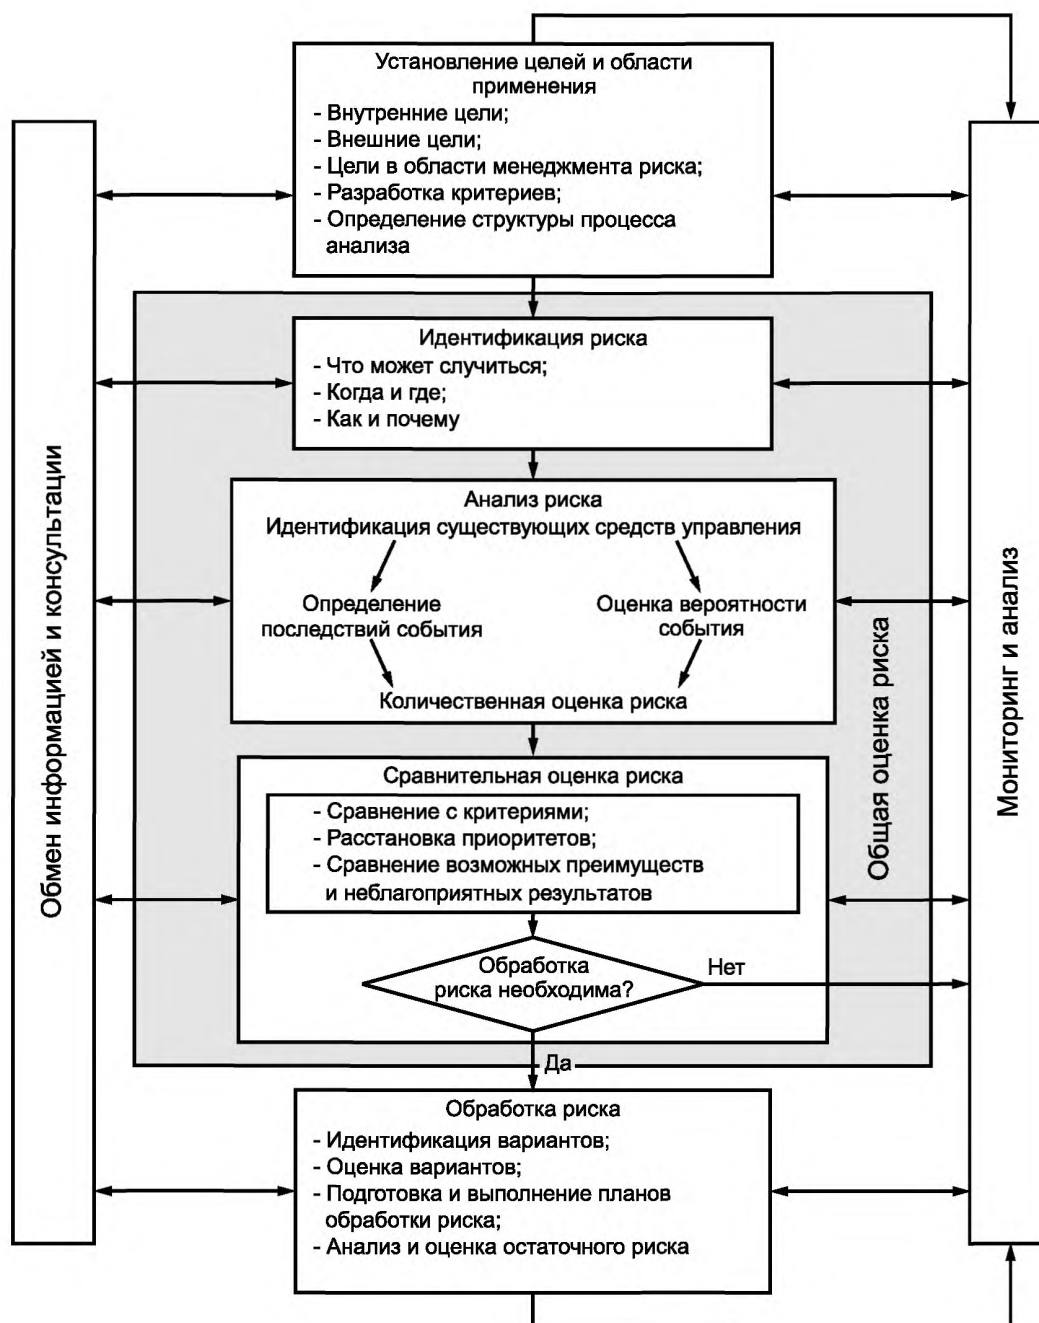 Установление целей и области
применения
- Внутренние цели;
- Внешние цели;
- Цели в области менеджмента риска;
- Разработка критериев;
- Определение структуры процесса
анализа
Обмен информацией и консультации
Идентификация риска
- Что может случиться;
- Когда и где;
- Как и почему
Анализ риска
Идентификация существующих средств управления
Определение
последствий события
Оценка вероятности
события
Количественная оценка риска
Сравнительная оценка риска
- Сравнение с критериями;
- Расстановка приоритетов;
- Сравнение возможных преимуществ
и неблагоприятных результатов
Обработка
риска необходима?
Нет
Да
Общая оценка риска
Мониторинг и анализ
Обработка риска
- Идентификация вариантов;
- Оценка вариантов;
- Подготовка и выполнение планов
обработки риска;
- Анализ и оценка остаточного риска